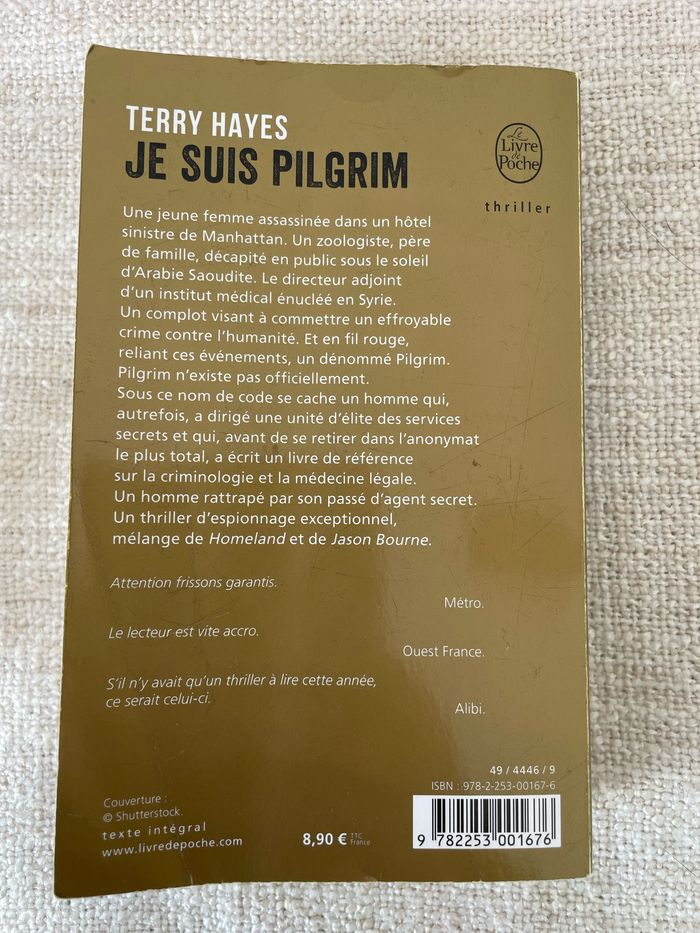 TERRY HAYES
JE SUIS PILGRIM
Le
Livre
de
Poche
thriller
Une jeune femme assassinée dans un hôtel
sinistre de Manhattan. Un zoologiste, père
de famille, décapité en public sous le soleil
d'Arabie Saoudite. Le directeur adjoint
d'un institut médical énucléé en Syrie.
Un complot visant à commettre un effroyable
crime contre l'humanité. Et en fil rouge,
reliant ces événements, un dénommé Pilgrim.
Pilgrim n'existe pas officiellement.
Sous ce nom de code se cache un homme qui,
autrefois, a dirigé une unité d'élite des services
secrets et qui, avant de se retirer dans l'anonymat
le plus total, a écrit un livre de référence
sur la criminologie et la médecine légale.
Un homme rattrapé par son passé d'agent secret.
Un thriller d'espionnage exceptionnel,
mélange de Homeland et de Jason Bourne.
Attention frissons garantis.
Métro.
Le lecteur est vite accro.
Ouest France.
S'il n'y avait qu'un thriller à lire cette année,
ce serait celui-ci.
Alibi.
49 / 4446 / 9
ISBN : 978-2-253-00167-6
Couverture :
© Shutterstock.
texte intégral
www.livredepoche.com
8,90 € TTC
France
9 782253 001676